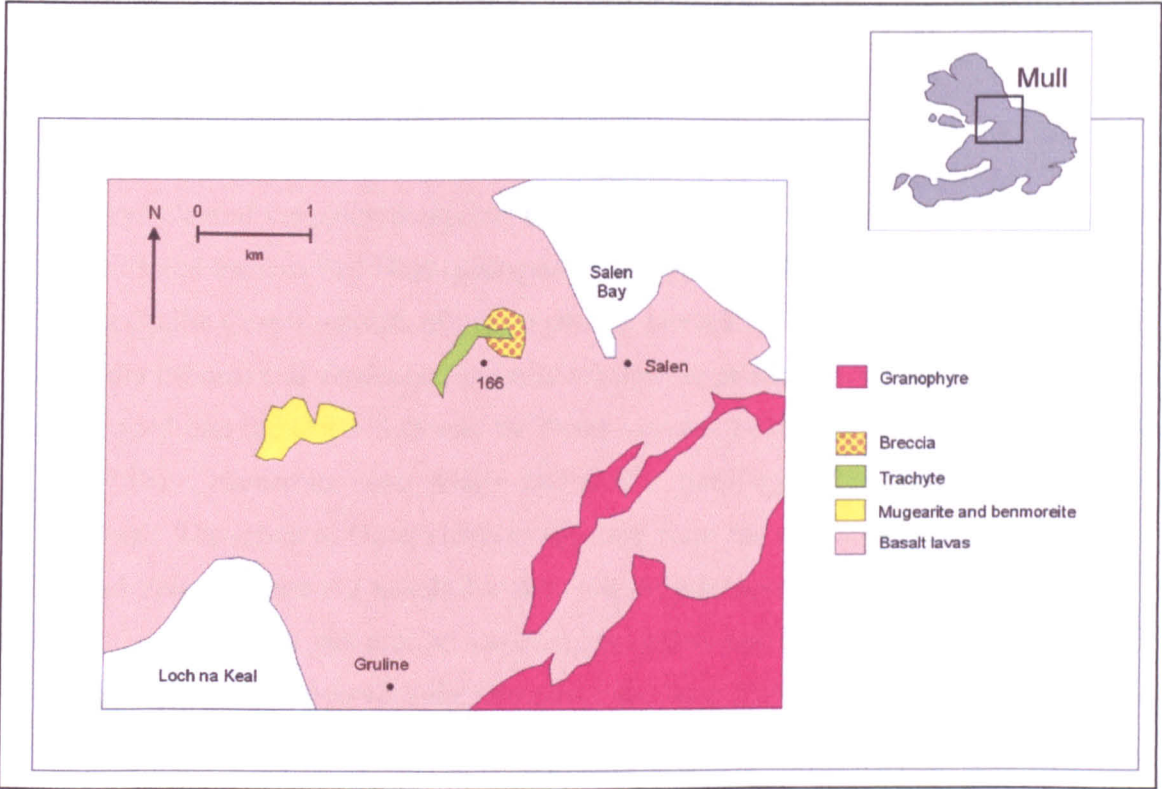 Mull
N
0 1
km
Salen
Bay
Salen
166
Loch na Keal
Gruline
Granophyre
Breccia
Trachyte
Mugearite and benmoreite
Basalt lavas